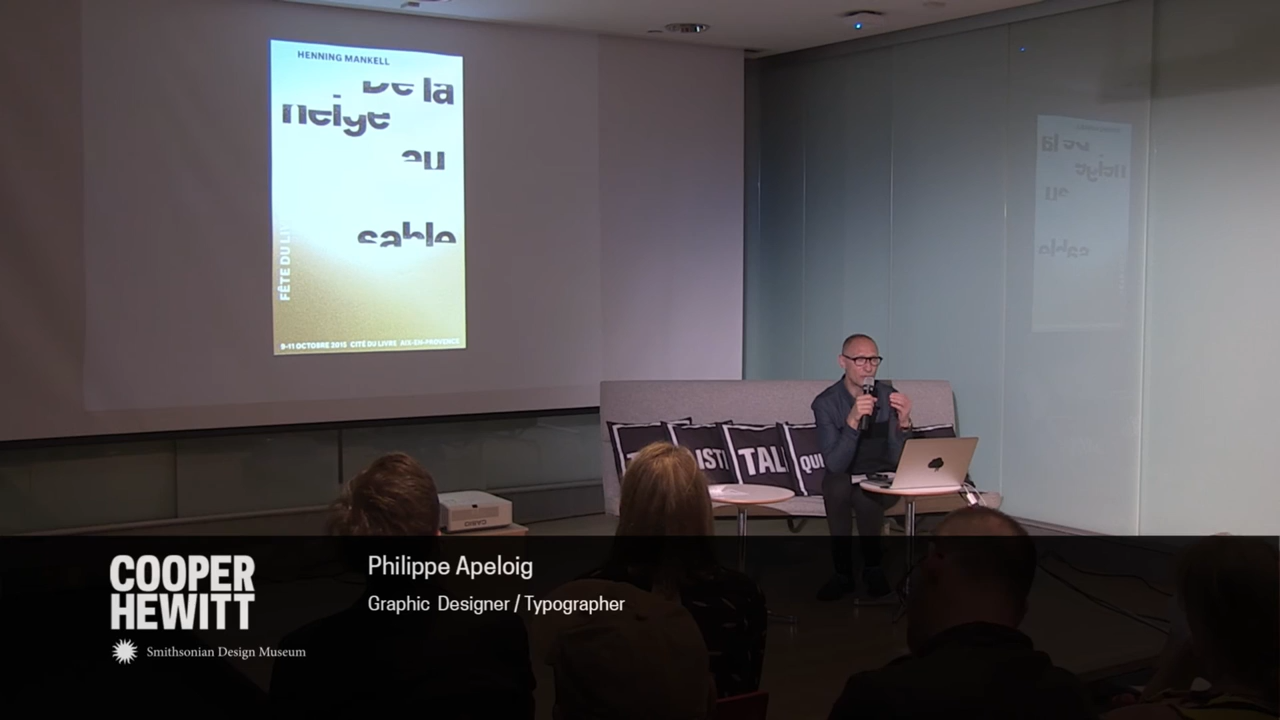 HENNING MANKELL
De la
neige
au
sable
FÊTE DU LI
9–11 OCTOBRE 2015 CITÉ DU LIVRE AIX-EN-PROVENCE
TAL
QUI
CASIO
COOPER
HEWITT
Smithsonian Design Museum
Philippe Apeloig
Graphic Designer / Typographer